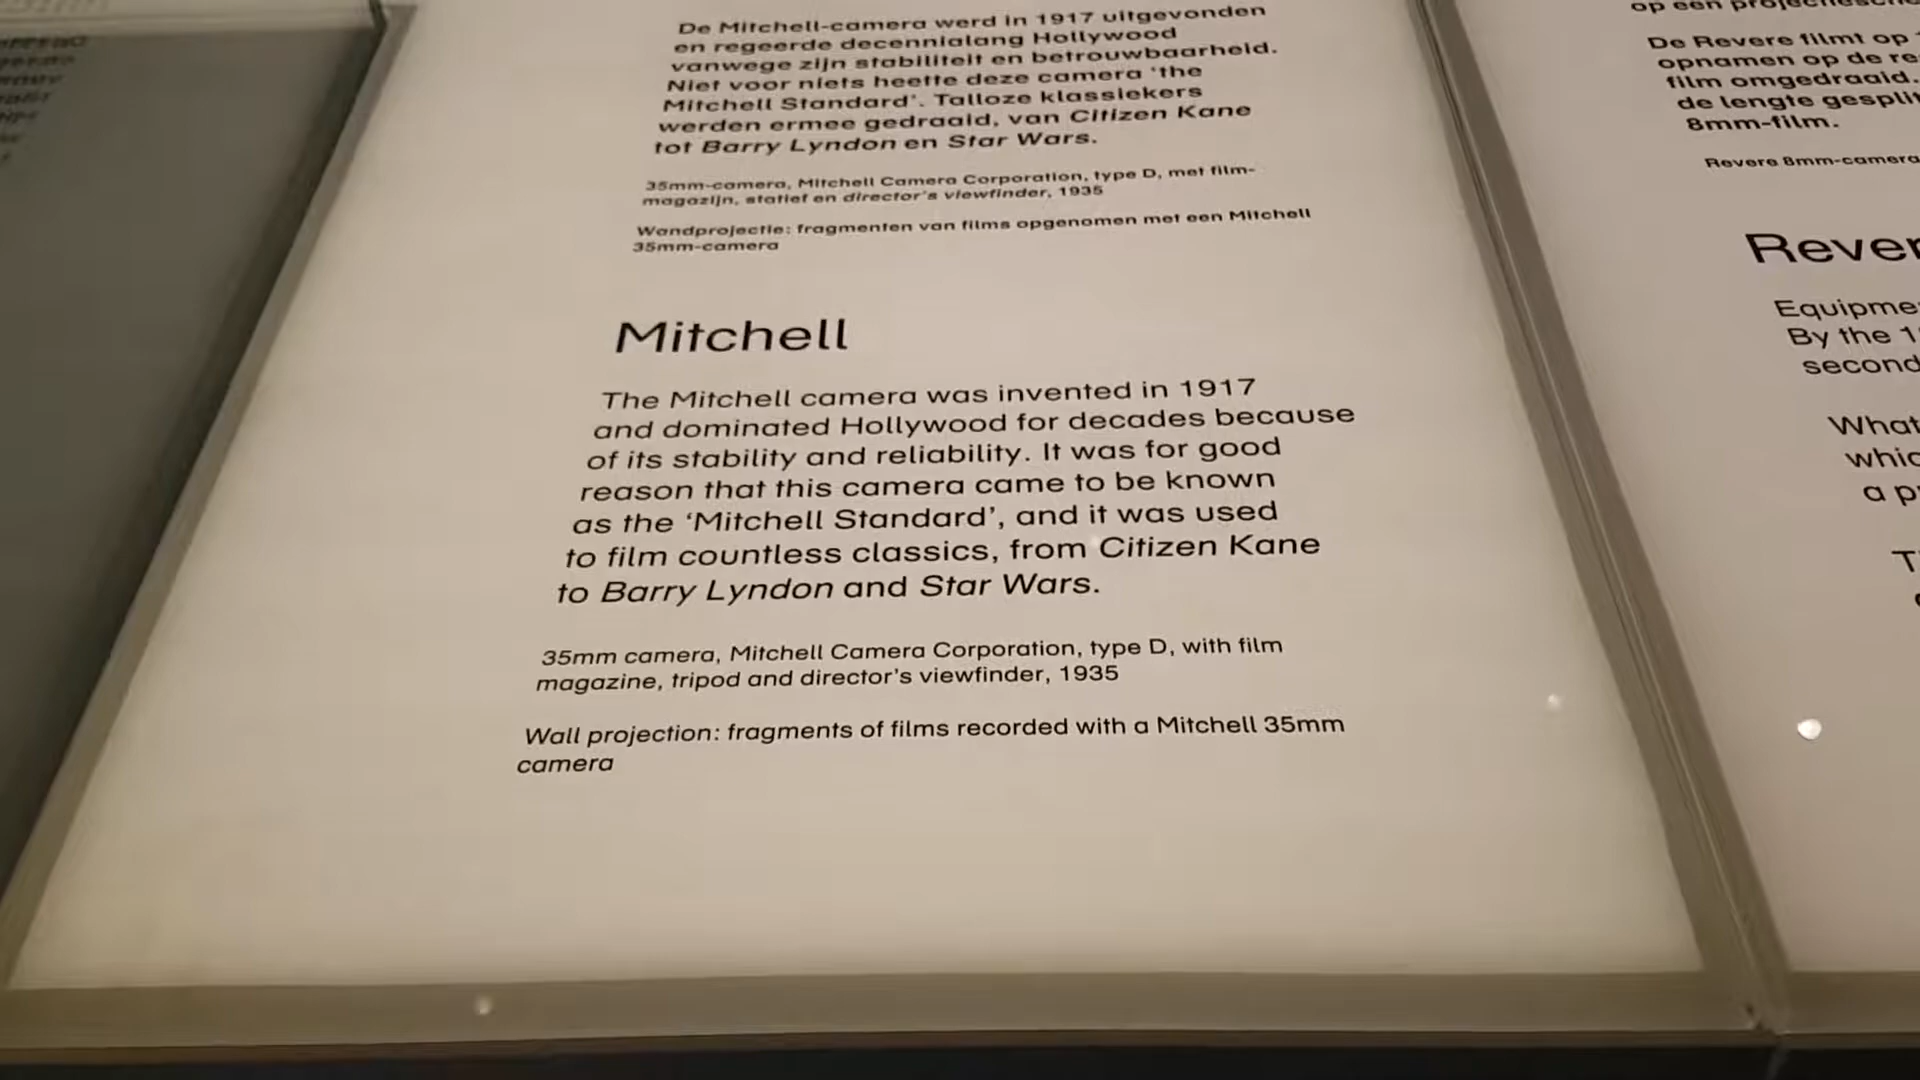 De Mitchell-camera werd in 1917 uitgevonden
en regeerde decennialang Hollywood
vanwege zijn stabiliteit en betrouwbaarheid.
Niet voor niets heette deze camera ‘the
Mitchell Standard’. Talloze klassiekers
werden ermee gedraaid, van Citizen Kane
tot Barry Lyndon en Star Wars.
35mm-camera, Mitchell Camera Corporation, type D, met film-
magazijn, statief en director’s viewfinder, 1935
Wandprojectie: fragmenten van films opgenomen met een Mitchell
35mm-camera
Mitchell
The Mitchell camera was invented in 1917
and dominated Hollywood for decades because
of its stability and reliability. It was for good
reason that this camera came to be known
as the ‘Mitchell Standard’, and it was used
to film countless classics, from Citizen Kane
to Barry Lyndon and Star Wars.
35mm camera, Mitchell Camera Corporation, type D, with film
magazine, tripod and director’s viewfinder, 1935
Wall projection: fragments of films recorded with a Mitchell 35mm
camera
op een
De Revere filmt op
opnamen op de re
film omgedraaid.
de lengte gesplit
8mm-film.
Revere 8mm-camera
Rever
Equipme
By the 1
second
What
whic
a p
T